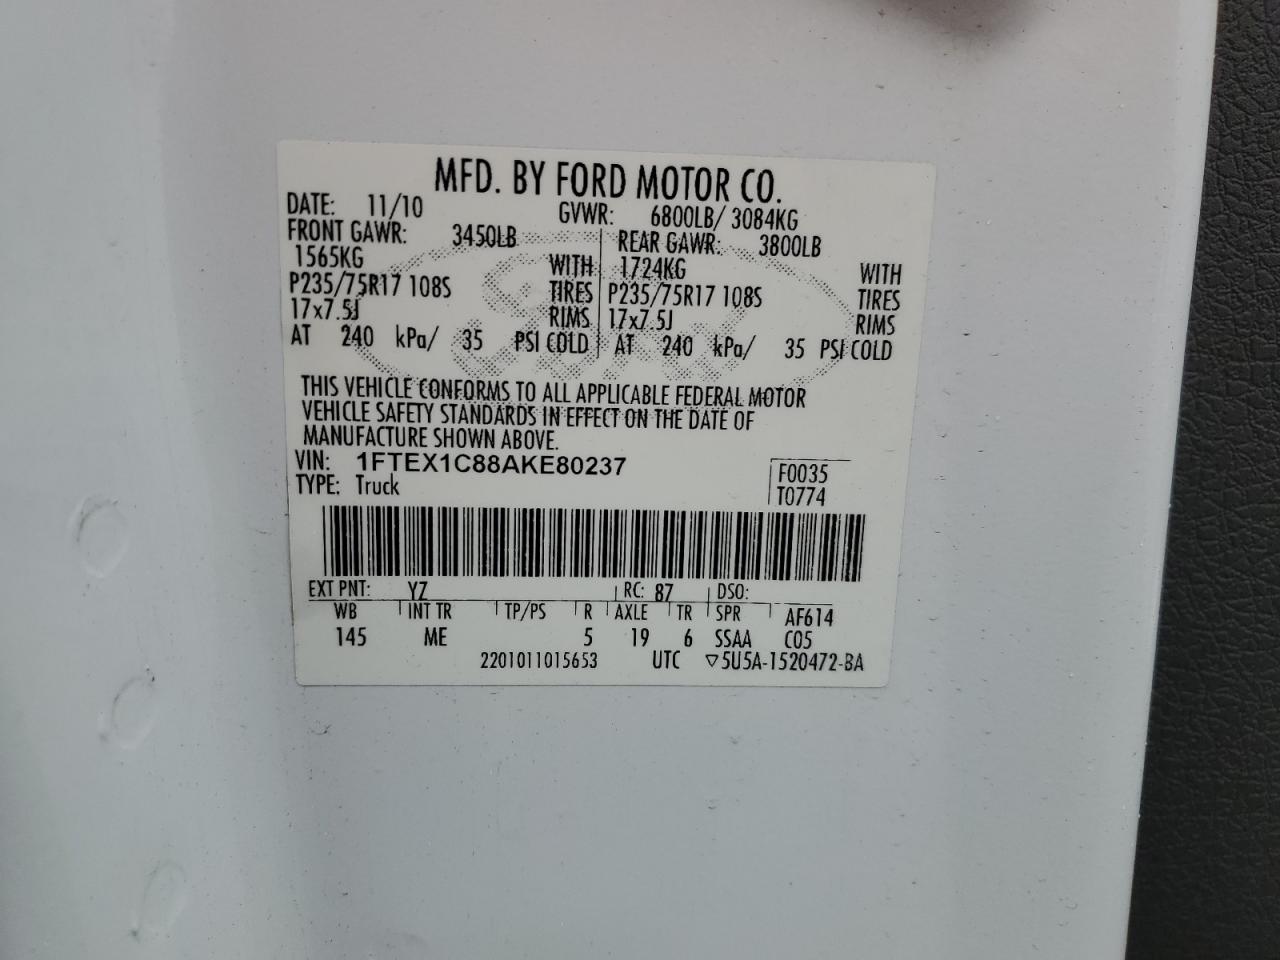 MFD. BY FORD MOTOR CO.
DATE: 11/10 GVWR: 6800LB/ 3084KG
FRONT GAWR: 3450LB REAR GAWR: 3800LB
1565KG WITH 1724KG WITH
P235/75R17 108S TIRES P235/75R17 108S TIRES
17x7.5J RIMS 17x7.5J RIMS
AT 240 kPa/ 35 PSI COLD AT 240 kPa/ 35 PSI COLD
THIS VEHICLE CONFORMS TO ALL APPLICABLE FEDERAL MOTOR
VEHICLE SAFETY STANDARDS IN EFFECT ON THE DATE OF
MANUFACTURE SHOWN ABOVE.
VIN: 1FTEX1C88AKE80237 F0035
TYPE: Truck T0774
EXT PNT: YZ RC: 87 DSO:
WB INT TR TP/PS R AXLE TR SPR AF614
145 ME 5 19 6 SSAA C05
2201011015653 UTC ▽5U5A-1520472-BA